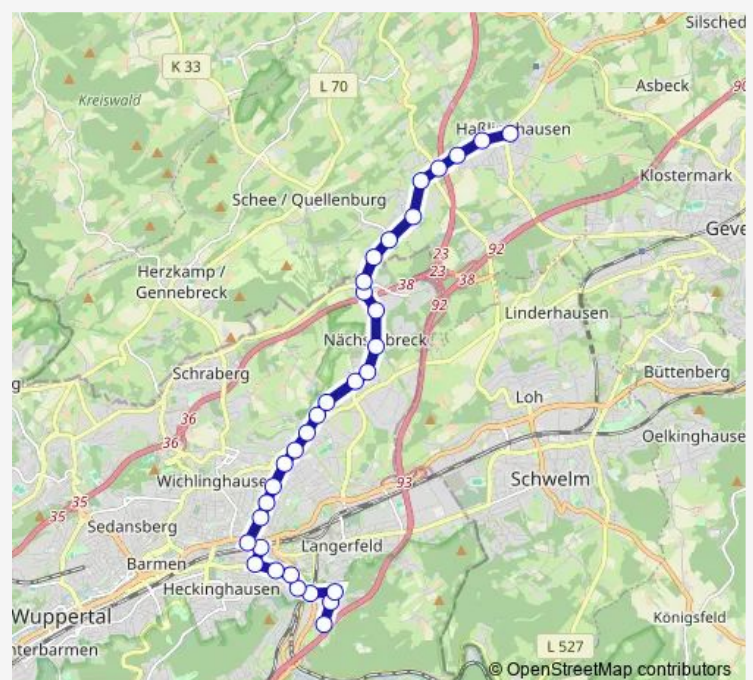 Silsched
K 33
L 70
Asbeck
Kreiswald
Klostermark
Schee / Quellenburg
Geve
23
92
23
38
38
92
Herzkamp /
Gennebreck
Linderhausen
Schraberg
Büttenberg
Loh
36
36
Oelkinghause
Wichlinghause
93
Schwelm
35
35
Sedansberg
Langerfeld
Barmen
Heckinghausen
Wuppertal
Königsfeld
nterbarmen
L 527
© OpenStreetMap contributors